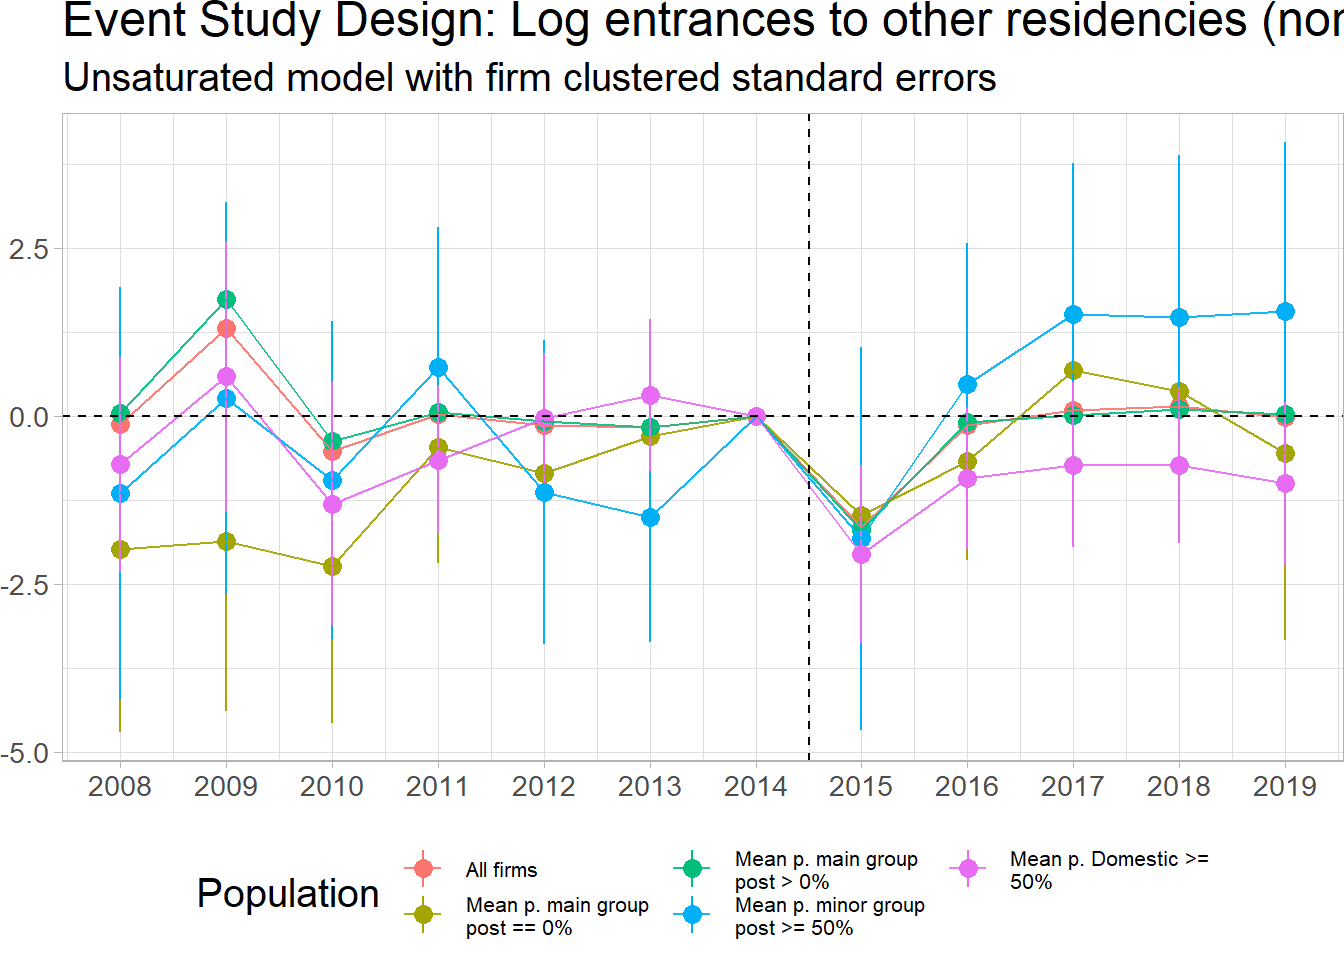 Event Study Design: Log entrances to other residencies (nor
Unsaturated model with firm clustered standard errors
2.5
0.0
-2.5
-5.0
2008 2009 2010 2011 2012 2013 2014 2015 2016 2017 2018 2019
Population
All firms
Mean p. main group
post == 0%
Mean p. main group
post > 0%
Mean p. minor group
post >= 50%
Mean p. Domestic >=
50%